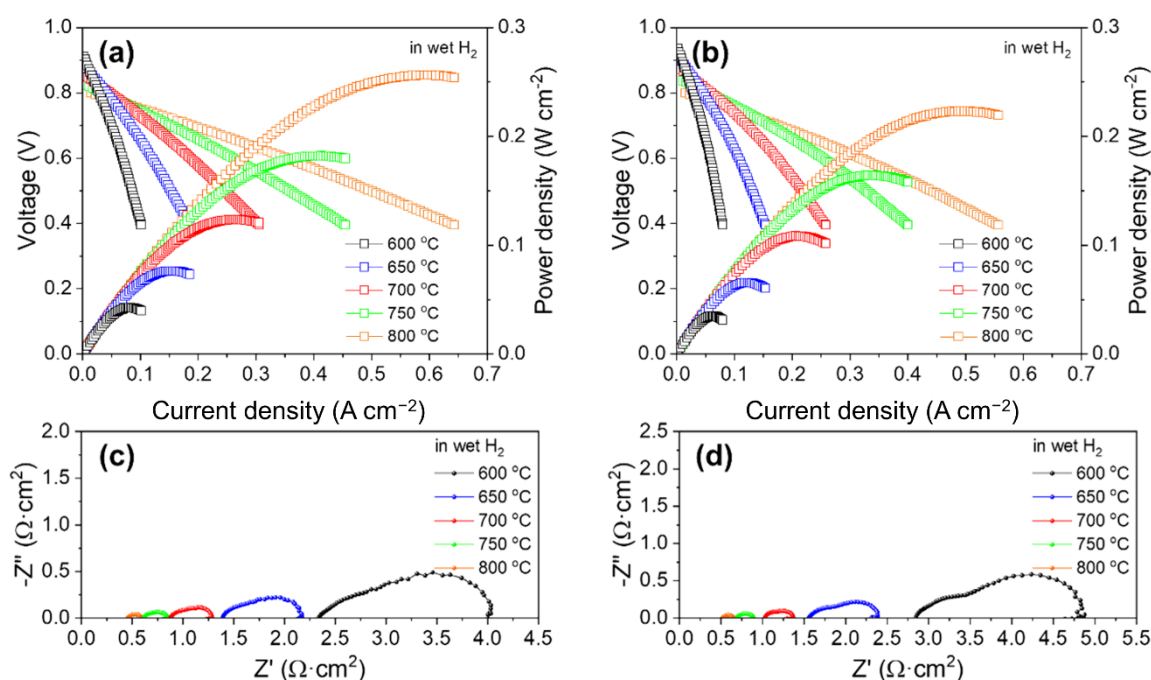 (a)
in wet H₂
Voltage (V)
1.0
0.8
0.6
0.4
0.2
0.0
0.3
0.2
0.1
0.0
Power density (W cm⁻²)
600 °C
650 °C
700 °C
750 °C
800 °C
0.0 0.1 0.2 0.3 0.4 0.5 0.6 0.7
Current density (A cm⁻²)
(b)
in wet H₂
Voltage (V)
1.0
0.8
0.6
0.4
0.2
0.0
0.3
0.2
0.1
0.0
Power density (W cm⁻²)
600 °C
650 °C
700 °C
750 °C
800 °C
0.0 0.1 0.2 0.3 0.4 0.5 0.6 0.7
Current density (A cm⁻²)
(c)
in wet H₂
-Z" (Ω·cm²)
2.0
1.5
1.0
0.5
0.0
600 °C
650 °C
700 °C
750 °C
800 °C
0.0 0.5 1.0 1.5 2.0 2.5 3.0 3.5 4.0 4.5
Z' (Ω·cm²)
(d)
in wet H₂
-Z" (Ω·cm²)
2.5
2.0
1.5
1.0
0.5
0.0
600 °C
650 °C
700 °C
750 °C
800 °C
0.0 0.5 1.0 1.5 2.0 2.5 3.0 3.5 4.0 4.5 5.0 5.5
Z' (Ω·cm²)